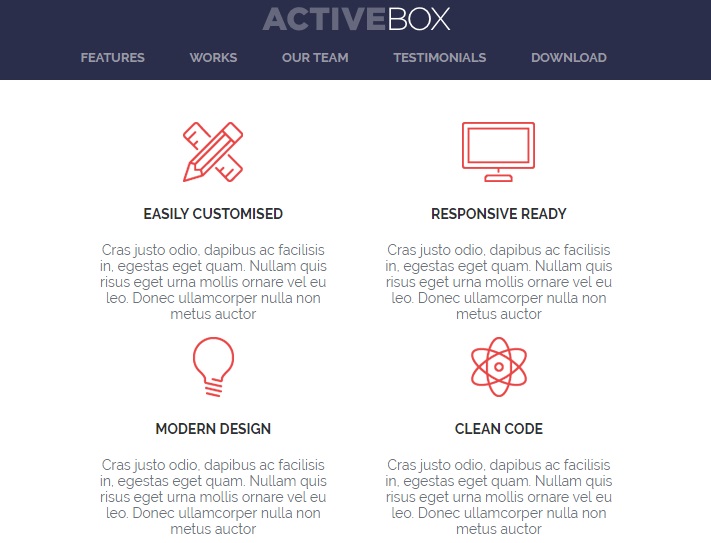 ACTIVEBOX
FEATURES WORKS OUR TEAM TESTIMONIALS DOWNLOAD
EASILY CUSTOMISED
Cras justo odio, dapibus ac facilisis
in, egestas eget quam. Nullam quis
risus eget urna mollis ornare vel eu
leo. Donec ullamcorper nulla non
metus auctor
RESPONSIVE READY
Cras justo odio, dapibus ac facilisis
in, egestas eget quam. Nullam quis
risus eget urna mollis ornare vel eu
leo. Donec ullamcorper nulla non
metus auctor
MODERN DESIGN
Cras justo odio, dapibus ac facilisis
in, egestas eget quam. Nullam quis
risus eget urna mollis ornare vel eu
leo. Donec ullamcorper nulla non
metus auctor
CLEAN CODE
Cras justo odio, dapibus ac facilisis
in, egestas eget quam. Nullam quis
risus eget urna mollis ornare vel eu
leo. Donec ullamcorper nulla non
metus auctor